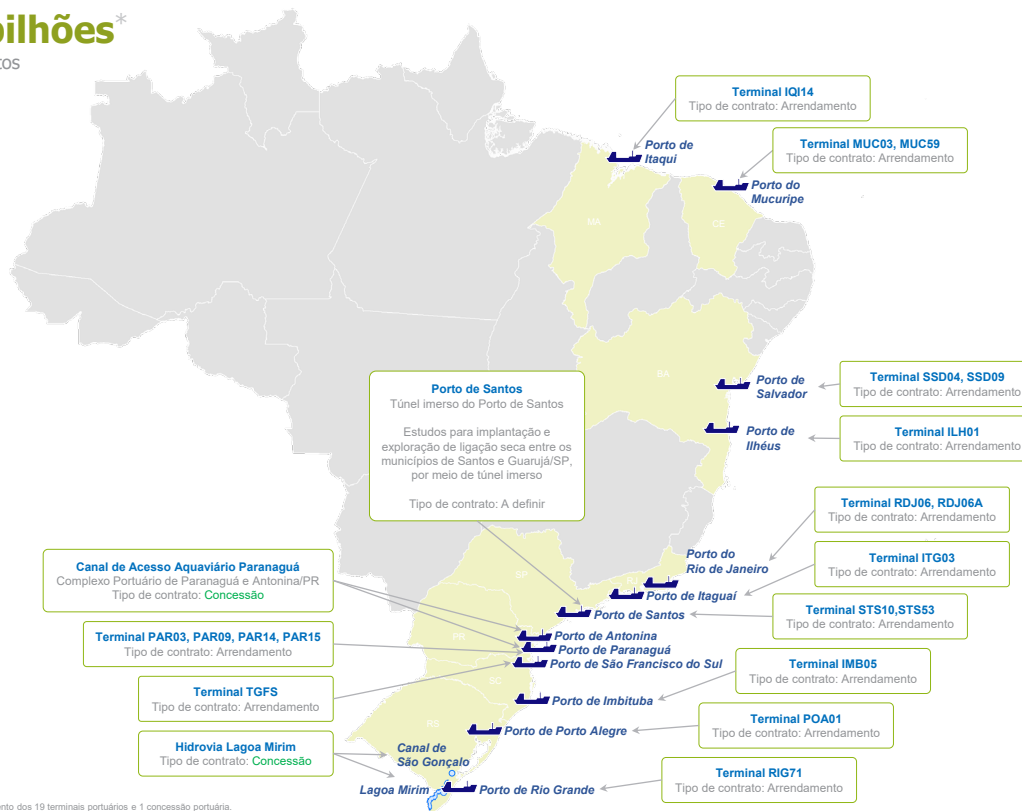 bilhões*
Terminal IQI14
Tipo de contrato: Arrendamento
Porto de
Itaqui
Terminal MUC03, MUC59
Tipo de contrato: Arrendamento
Porto do
Mucuripe
MA
CE
BA
Porto de Santos
Túnel imerso do Porto de Santos
Estudos para implantação e
exploração de ligação seca entre os
municípios de Santos e Guarujá/SP,
por meio de túnel imerso
Tipo de contrato: A definir
Porto de
Salvador
Terminal SSD04, SSD09
Tipo de contrato: Arrendamento
Porto de
Ilhéus
Terminal ILH01
Tipo de contrato: Arrendamento
Terminal RDJ06, RDJ06A
Tipo de contrato: Arrendamento
Porto do
Rio de Janeiro
Terminal ITG03
Tipo de contrato: Arrendamento
SP
RJ
Porto de Itaguaí
Canal de Acesso Aquaviário Paranaguá
Complexo Portuário de Paranaguá e Antonina/PR
Tipo de contrato: Concessão
Porto de Santos
Terminal STS10,STS53
Tipo de contrato: Arrendamento
Terminal PAR03, PAR09, PAR14, PAR15
Tipo de contrato: Arrendamento
PR
Porto de Antonina
Porto de Paranaguá
Porto de São Francisco do Sul
Terminal IMB05
Tipo de contrato: Arrendamento
Terminal TGFS
Tipo de contrato: Arrendamento
SC
Porto de Imbituba
RS
Porto de Porto Alegre
Terminal POA01
Tipo de contrato: Arrendamento
Hidrovia Lagoa Mirim
Tipo de contrato: Concessão
Canal de
São Gonçalo
Lagoa Mirim
Porto de Rio Grande
Terminal RIG71
Tipo de contrato: Arrendamento
dos 19 terminais portuários e 1 concessão portuária.